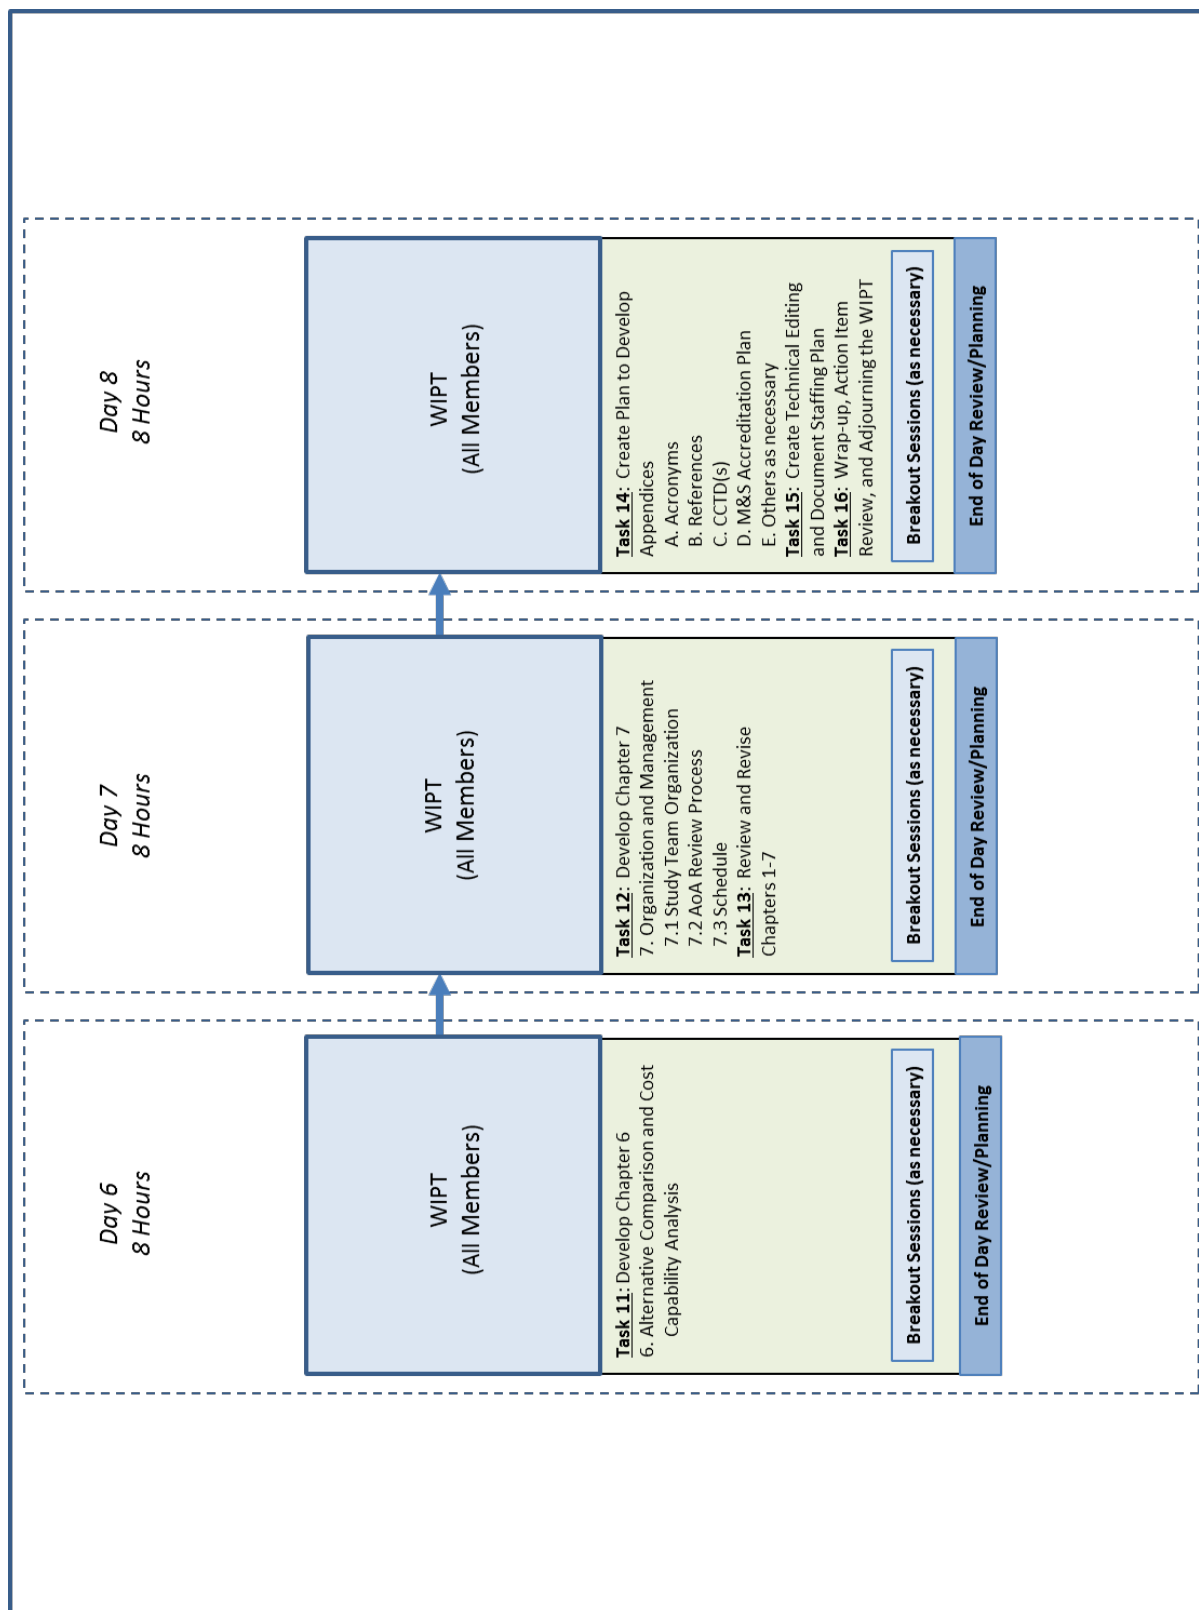 Day 6
8 Hours
WIPT
(All Members)
Task 11: Develop Chapter 6
6. Alternative Comparison and Cost
Capability Analysis
Breakout Sessions (as necessary)
End of Day Review/Planning
Day 7
8 Hours
WIPT
(All Members)
Task 12: Develop Chapter 7
7. Organization and Management
7.1 Study Team Organization
7.2 AoA Review Process
7.3 Schedule
Task 13: Review and Revise
Chapters 1-7
Breakout Sessions (as necessary)
End of Day Review/Planning
Day 8
8 Hours
WIPT
(All Members)
Task 14: Create Plan to Develop
Appendices
A. Acronyms
B. References
C. CCTD(s)
D. M&S Accreditation Plan
E. Others as necessary
Task 15: Create Technical Editing
and Document Staffing Plan
Task 16: Wrap-up, Action Item
Review, and Adjourning the WIPT
Breakout Sessions (as necessary)
End of Day Review/Planning